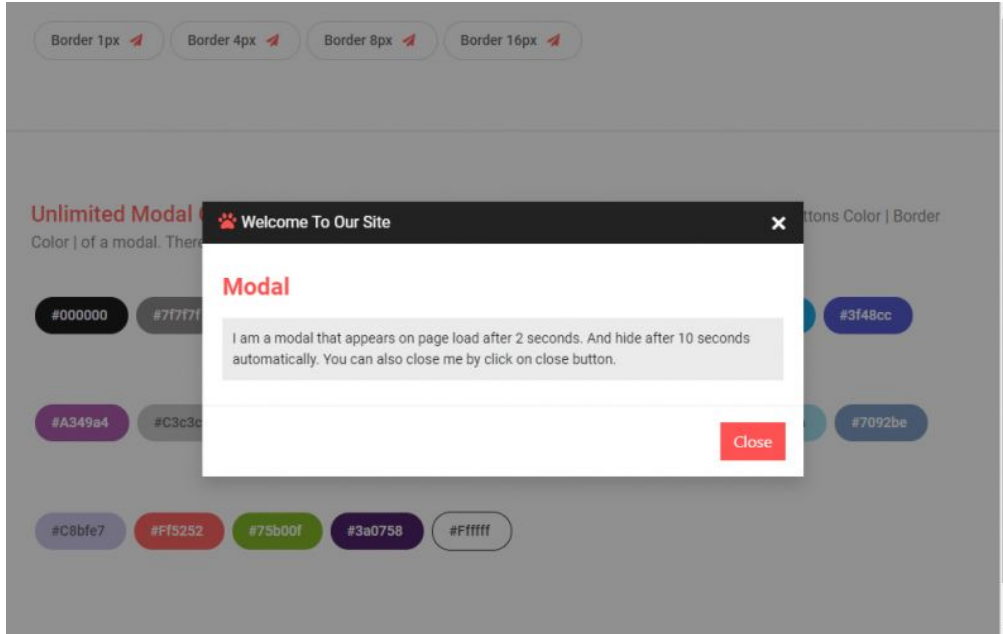 Border 1px
Border 4px
Border 8px
Border 16px
Unlimited Modal
Color | Border
Color | of a modal. There
Welcome To Our Site
Modal
I am a modal that appears on page load after 2 seconds. And hide after 10 seconds
automatically. You can also close me by click on close button.
Close
#000000
#7f7f7f
#3f48cc
#A349a4
#7092be
#C8bfe7
#Ff5252
#75b00f
#3a0758
#Ffffff